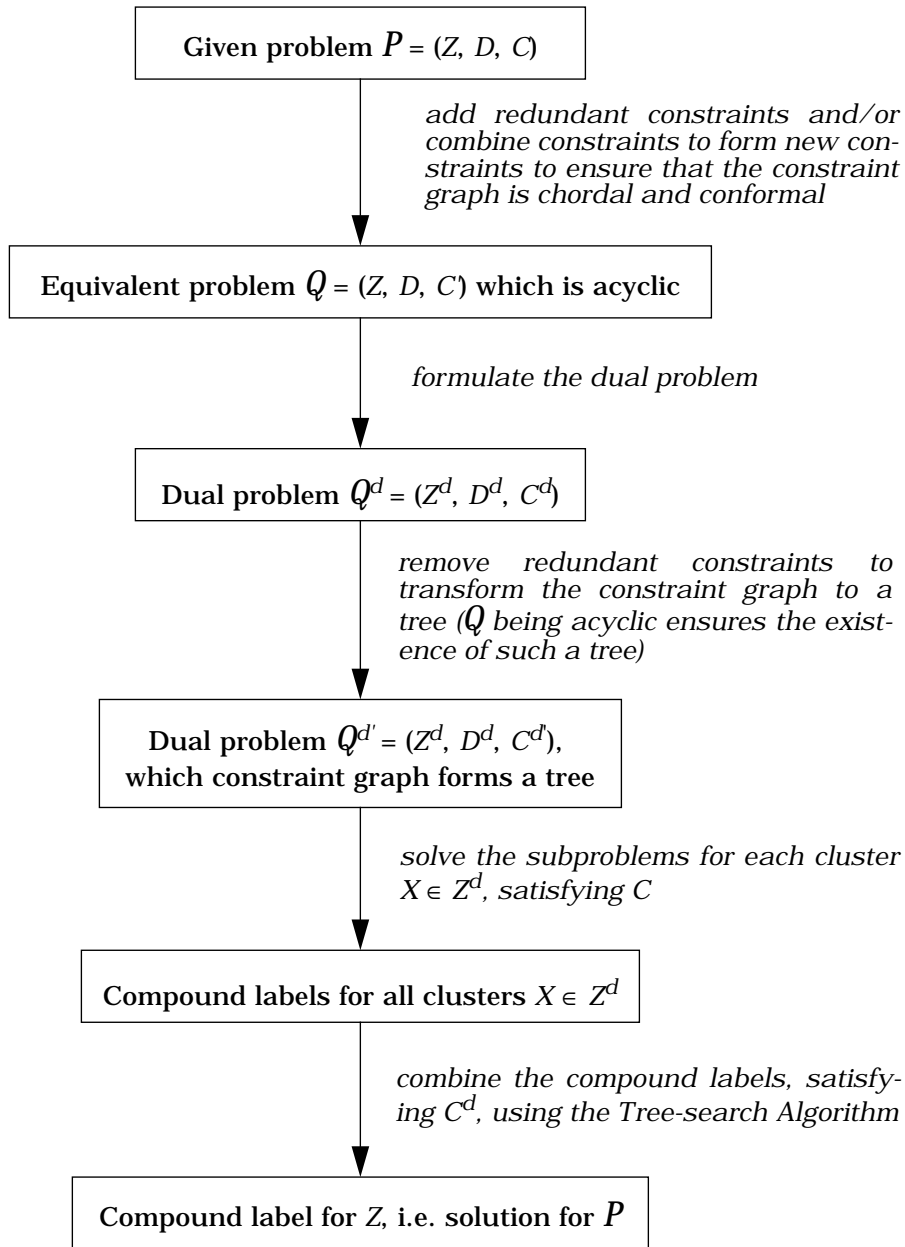 Given problem P = (Z, D, C)
add redundant constraints and/or
combine constraints to form new con-
straints to ensure that the constraint
graph is chordal and conformal
Equivalent problem Q = (Z, D, C') which is acyclic
formulate the dual problem
Dual problem Q^d = (Z^d, D^d, C^d)
remove redundant constraints to
transform the constraint graph to a
tree (Q being acyclic ensures the exist-
ence of such a tree)
Dual problem Q^d' = (Z^d, D^d, C^d'),
which constraint graph forms a tree
solve the subproblems for each cluster
X ∈ Z^d, satisfying C
Compound labels for all clusters X ∈ Z^d
combine the compound labels, satisfy-
ing C^d, using the Tree-search Algorithm
Compound label for Z, i.e. solution for P